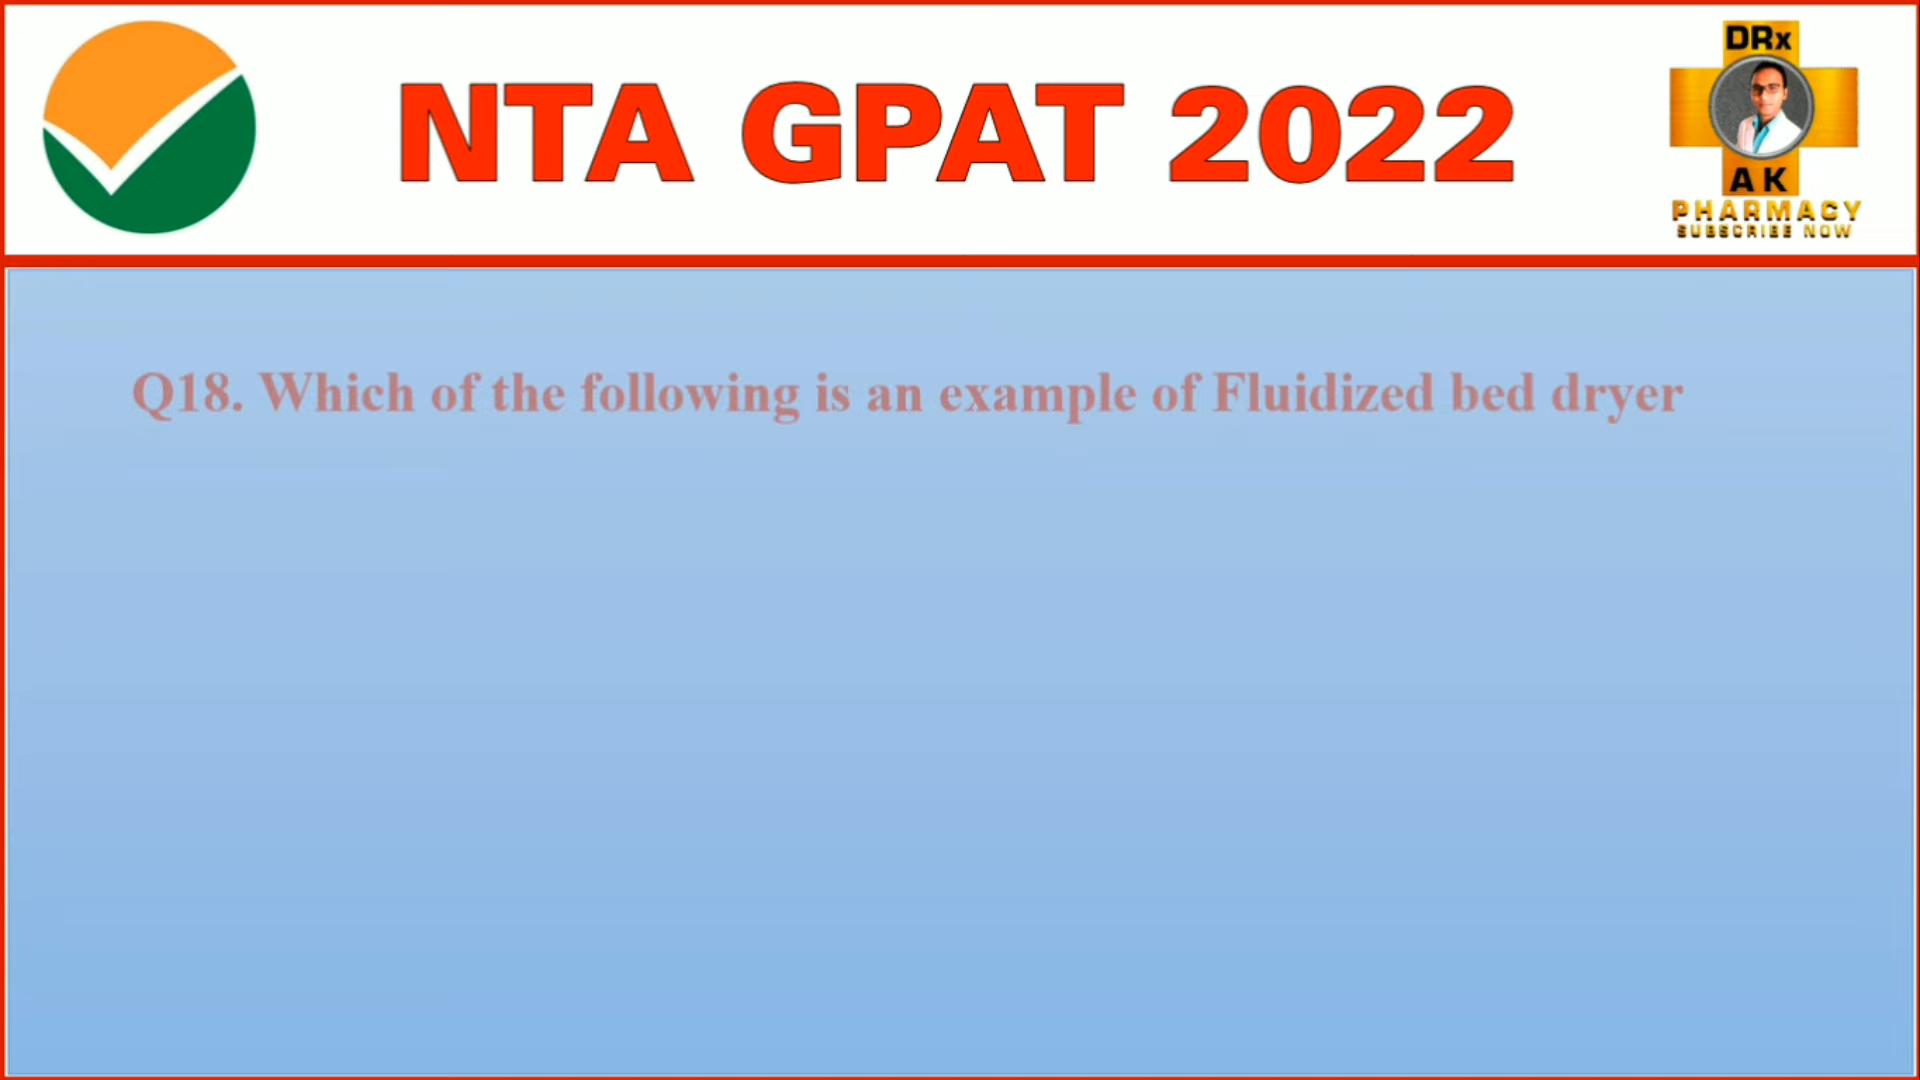 NTA GPAT 2022
DRx
AK
PHARMACY
SUBSCRIBE NOW
Q18. Which of the following is an example of Fluidized bed dryer